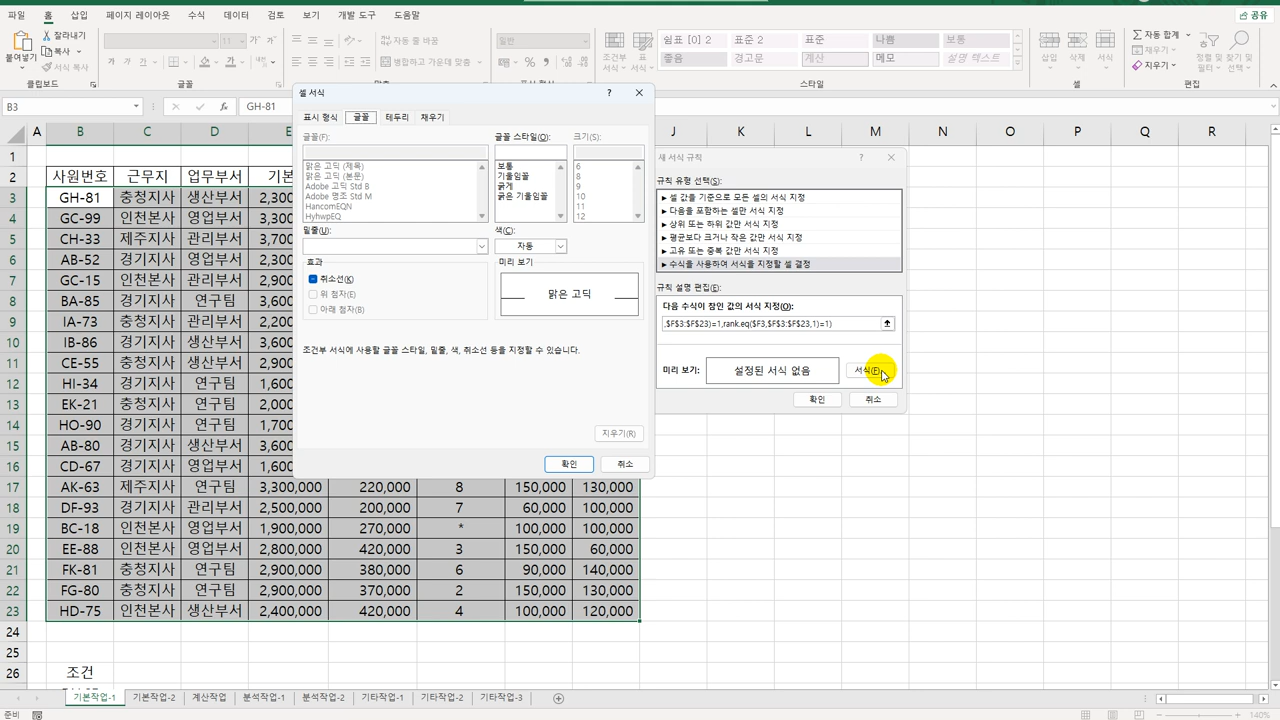 파일 홈 삽입 페이지 레이아웃 수식 데이터 검토 보기 개발 도구 도움말 공유
붙여넣기 잘라내기 복사 서식 복사 클립보드
11 가 가 가 글꼴
자동 줄 바꿈 병합하고 가운데 맞춤
일반 % 표시 형식
조건부 서식 표 서식
쉼표 [0] 2 표준 2 표준 나쁨 보통
좋음 경고문 계산 메모 설명 텍스트
스타일
삽입 삭제 서식 셀
자동 합계 채우기 지우기 정렬 및 찾기 및 필터 선택 편집
B3 fx GH-81
A B C D E J K L M N O P Q R
1
2 사원번호 근무지 업무부서 기본
3 GH-81 충청지사 생산부서 2,300
4 GC-99 인천본사 영업부서 3,300
5 CH-33 제주지사 관리부서 3,700
6 AB-52 경기지사 영업부서 2,300
7 GC-15 인천본사 관리부서 2,900
8 BA-85 경기지사 연구팀 3,600
9 IA-73 충청지사 관리부서 2,200
10 IB-86 충청지사 생산부서 3,600
11 CE-55 충청지사 생산부서 2,900
12 HI-34 경기지사 연구팀 1,600
13 EK-21 충청지사 연구팀 2,000
14 HO-90 경기지사 연구팀 1,700
15 AB-80 경기지사 생산부서 3,600
16 CD-67 경기지사 영업부서 1,600
17 AK-63 제주지사 연구팀 3,300,000 220,000 8 150,000 130,000
18 DF-93 경기지사 관리부서 2,500,000 200,000 7 60,000 100,000
19 BC-18 인천본사 영업부서 1,900,000 270,000 * 100,000 100,000
20 EE-88 인천본사 영업부서 2,800,000 420,000 3 150,000 60,000
21 FK-81 충청지사 연구팀 2,900,000 380,000 6 90,000 140,000
22 FG-80 충청지사 연구팀 2,900,000 370,000 2 150,000 130,000
23 HD-75 인천본사 생산부서 2,400,000 420,000 4 100,000 120,000
24
25
26 조건
셀 서식 ?
표시 형식 글꼴 테두리 채우기
글꼴(F): 글꼴 스타일(O): 크기(S):
맑은 고딕 (제목) 보통 6
맑은 고딕 (본문) 기울임꼴 8
Adobe 고딕 Std B 굵게 9
Adobe 명조 Std M 굵은 기울임꼴 10
HancomEQN 11
HyhwpEQ 12
밑줄(U): 색(C):
자동
효과 미리 보기
취소선(K)
위 첨자(E)
아래 첨자(B)
맑은 고딕
조건부 서식에 사용할 글꼴 스타일, 밑줄, 색, 취소선 등을 지정할 수 있습니다.
지우기(R)
확인 취소
새 서식 규칙 ?
규칙 유형 선택(S):
► 셀 값을 기준으로 모든 셀의 서식 지정
► 다음을 포함하는 셀만 서식 지정
► 상위 또는 하위 값만 서식 지정
► 평균보다 크거나 작은 값만 서식 지정
► 고유 또는 중복 값만 서식 지정
► 수식을 사용하여 서식을 지정할 셀 결정
규칙 설명 편집(E):
다음 수식이 참인 값의 서식 지정(O):
,$F$3:$F$23)=1,rank.eq($F3,$F$3:$F$23,1)=1)
미리 보기: 설정된 서식 없음 서식(F)
확인 취소
기본작업-1 기본작업-2 계산작업 분석작업-1 분석작업-2 기타작업-1 기타작업-2 기타작업-3
준비 140%